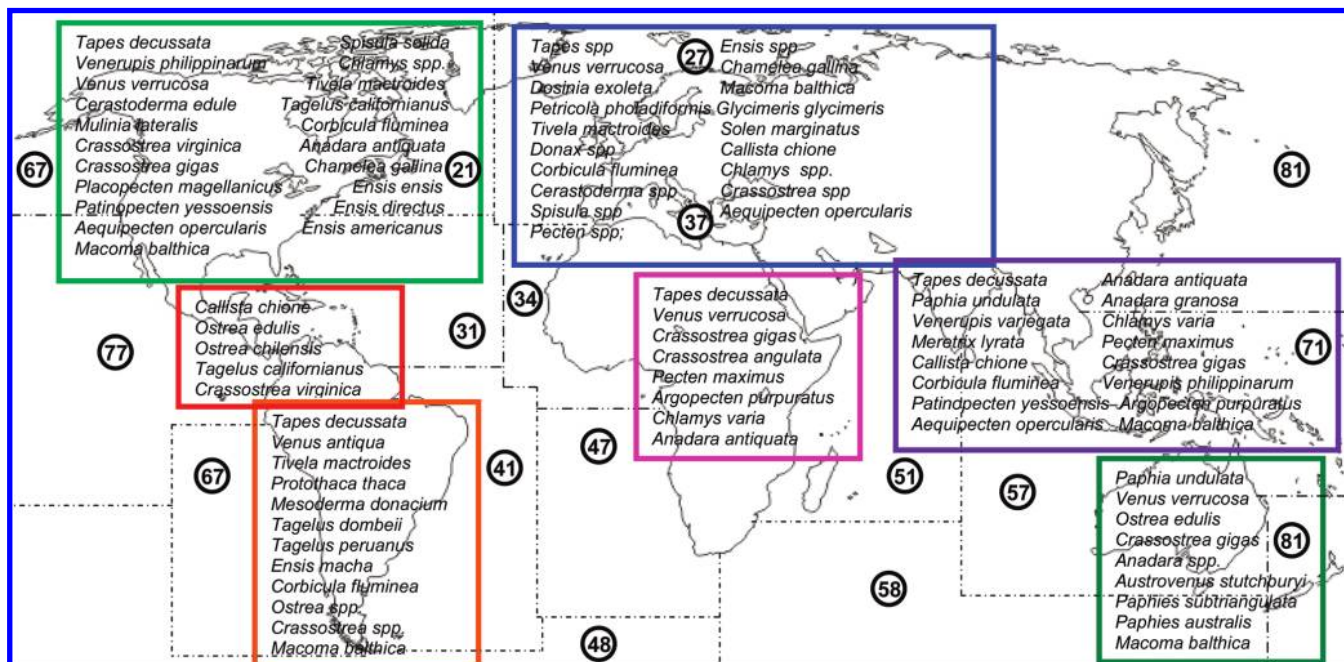 Tapes decussata
Venerupis philippinarum
Venus verrucosa
Cerastoderma edule
Mulinia lateralis
Crassostrea virginica
Crassostrea gigas
Placopecten magellanicus
Patinopecten yessoensis
Aequipecten opercularis
Macoma balthica
Spisula solida
Chlamys spp.
Tivela mactroides
Tagelus californianus
Corbicula fluminea
Anadara antiquata
Chamelea gallina
Ensis ensis
Ensis directus
Ensis americanus
67
21
Tapes spp
Venus verrucosa
Dosinia exoleta
Petricola pholadiformis
Tivela mactroides
Donax spp
Corbicula fluminea
Cerastoderma spp
Spisula spp
Pecten spp;
27
37
Ensis spp
Chamelea gallina
Macoma balthica
Glycimeris glycimeris
Solen marginatus
Callista chione
Chlamys spp.
Crassostrea spp
Aequipecten opercularis
81
Callista chione
Ostrea edulis
Ostrea chilensis
Tagelus californianus
Crassostrea virginica
77
31
34
Tapes decussata
Venus verrucosa
Crassostrea gigas
Crassostrea angulata
Pecten maximus
Argopecten purpuratus
Chlamys varia
Anadara antiquata
Tapes decussata
Paphia undulata
Venerupis variegata
Meretrix lyrata
Callista chione
Corbicula fluminea
Patinopecten yessoensis
Aequipecten opercularis
Anadara antiquata
Anadara granosa
Chlamys varia
Pecten maximus
Crassostrea gigas
Venerupis philippinarum
Argopecten purpuratus
Macoma balthica
71
Tapes decussata
Venus antiqua
Tivela mactroides
Protothaca thaca
Mesoderma donacium
Tagelus dombeii
Tagelus peruanus
Ensis macha
Corbicula fluminea
Ostrea spp.
Crassostrea spp.
Macoma balthica
67
41
47
51
57
58
48
Paphia undulata
Venus verrucosa
Ostrea edulis
Crassostrea gigas
Anadara spp.
Austrovenus stutchburyi
Paphies subtriangulata
Paphies australis
Macoma balthica
81